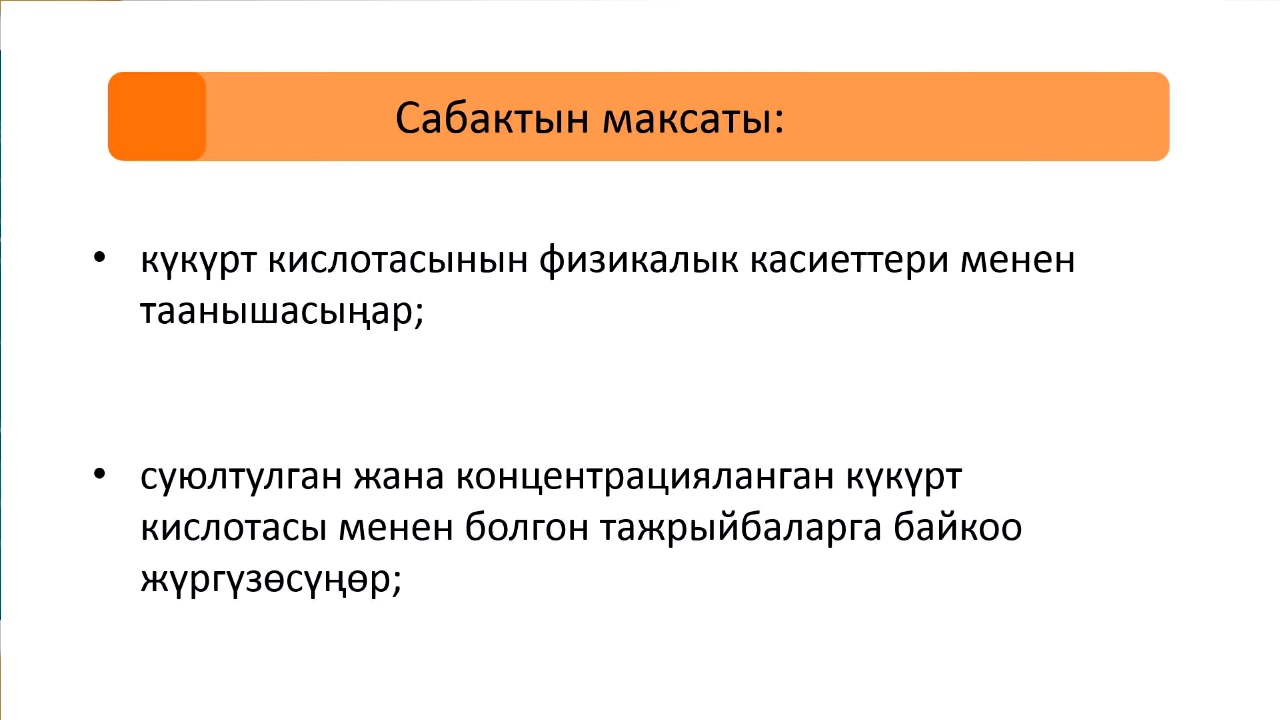 Сабактын максаты:
• күкүрт кислотасынын физикалык касиеттери менен
таанышасыңар;
• суюлтулган жана концентрацияланган күкүрт
кислотасы менен болгон тажрыйбаларга байкоо
жүргүзөсүңөр;